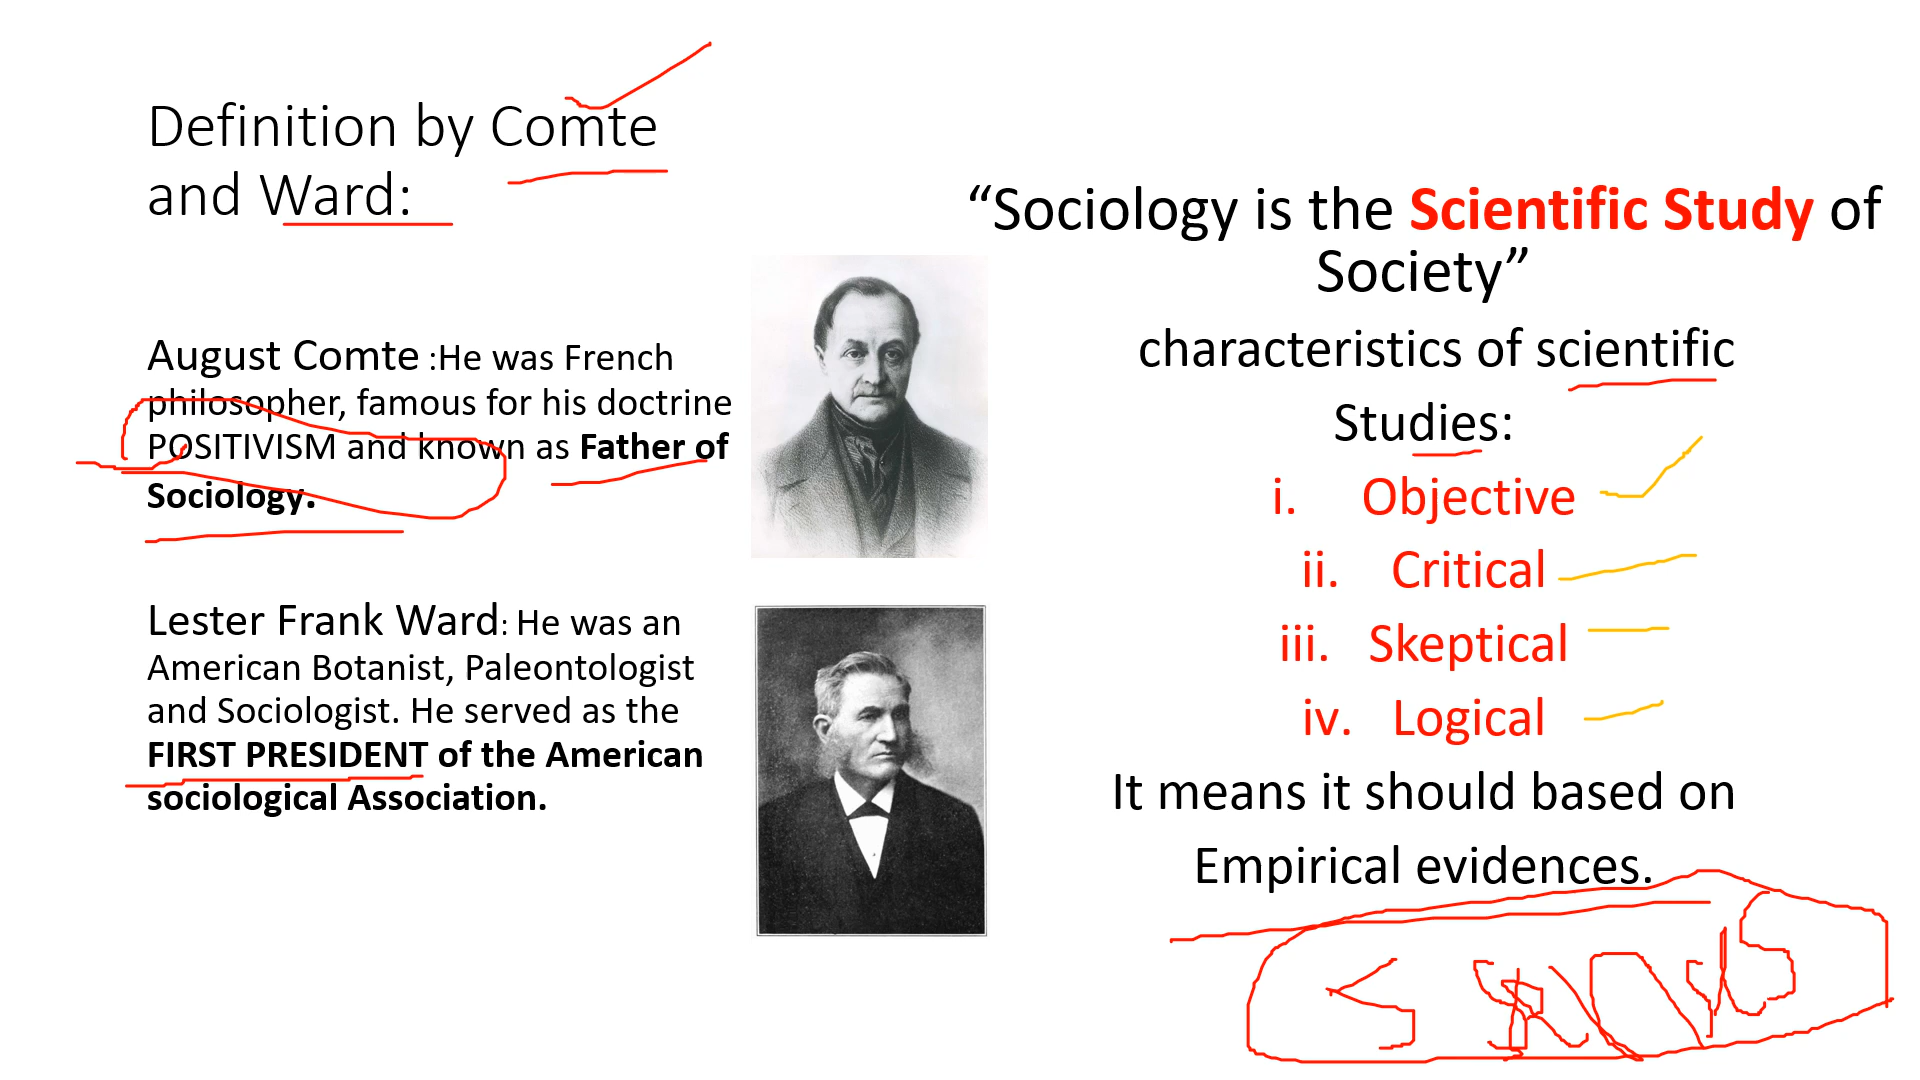 Definition by Comte
and Ward:
August Comte :He was French
philosopher, famous for his doctrine
POSITIVISM and known as Father of
Sociology.
Lester Frank Ward: He was an
American Botanist, Paleontologist
and Sociologist. He served as the
FIRST PRESIDENT of the American
sociological Association.
“Sociology is the Scientific Study of
Society”
characteristics of scientific
Studies:
i. Objective
ii. Critical
iii. Skeptical
iv. Logical
It means it should based on
Empirical evidences.